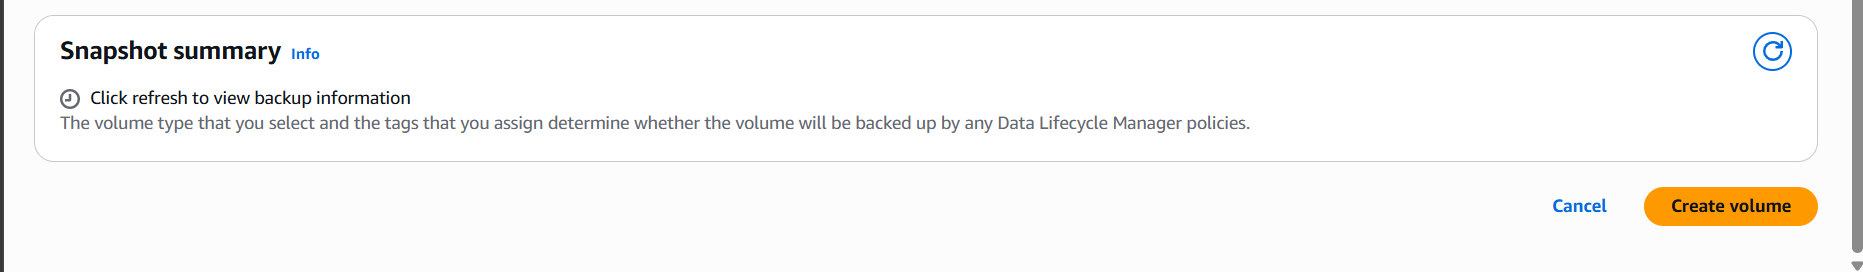 Snapshot summary Info
Click refresh to view backup information
The volume type that you select and the tags that you assign determine whether the volume will be backed up by any Data Lifecycle Manager policies.
Cancel Create volume